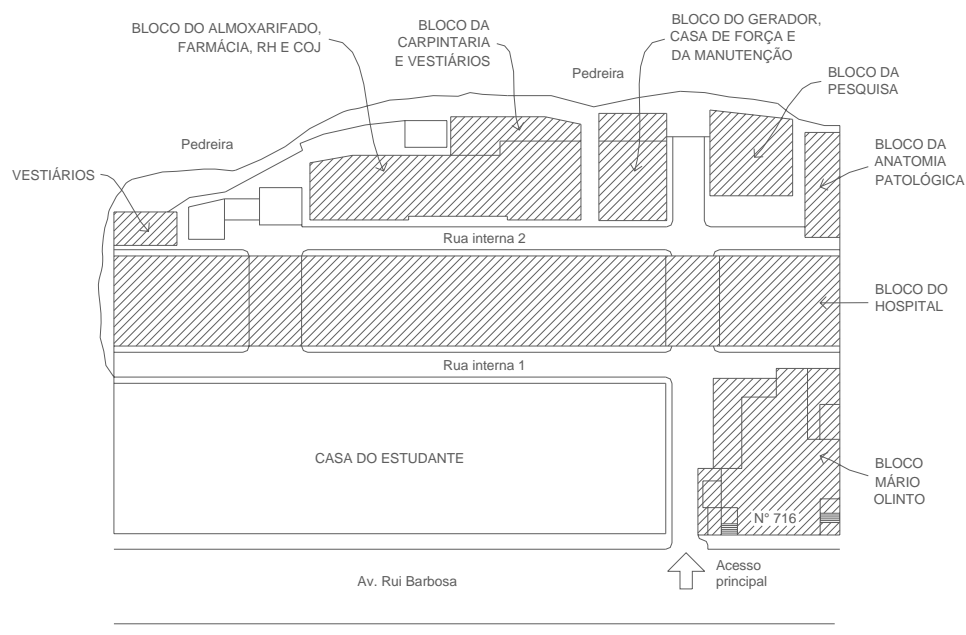 BLOCO DO ALMOXARIFADO,
FARMÁCIA, RH E COJ
BLOCO DA
CARPINTARIA
E VESTIÁRIOS
BLOCO DO GERADOR,
CASA DE FORÇA E
DA MANUTENÇÃO
Pedreira
BLOCO DA
PESQUISA
Pedreira
BLOCO DA
ANATOMIA
PATOLÓGICA
VESTIÁRIOS
Rua interna 2
BLOCO DO
HOSPITAL
Rua interna 1
CASA DO ESTUDANTE
BLOCO
MÁRIO
OLINTO
N° 716
Av. Rui Barbosa
Acesso
principal